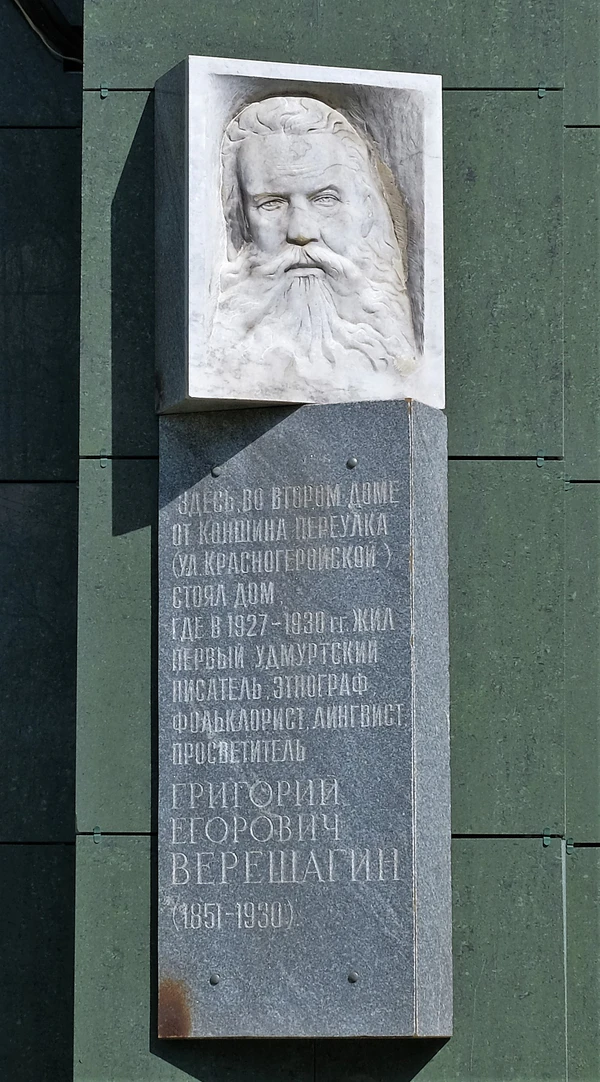 ЗДЕСЬ, ВО ВТОРОМ ДОМЕ
ОТ КОНШИНА ПЕРЕУЛКА
(УЛ. КРАСНОГЕРОЙСКОЙ)
СТОЯЛ ДОМ
ГДЕ В 1927-1930 г.г. ЖИЛ
ПЕРВЫЙ УДМУРТСКИЙ
ПИСАТЕЛЬ, ЭТНОГРАФ
ФОЛЬКЛОРИСТ, ЛИНГВИСТ,
ПРОСВЕТИТЕЛЬ
ГРИГОРИЙ
ЕГОРОВИЧ
ВЕРЕЩАГИН
(1851-1930)